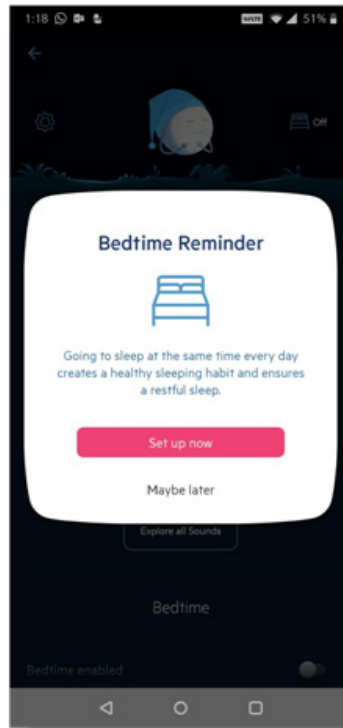 1:18
VoLTE
51%
Off
Bedtime Reminder
Going to sleep at the same time every day
creates a healthy sleeping habit and ensures
a restful sleep.
Set up now
Maybe later
Explore all Sounds
Bedtime
Bedtime enabled